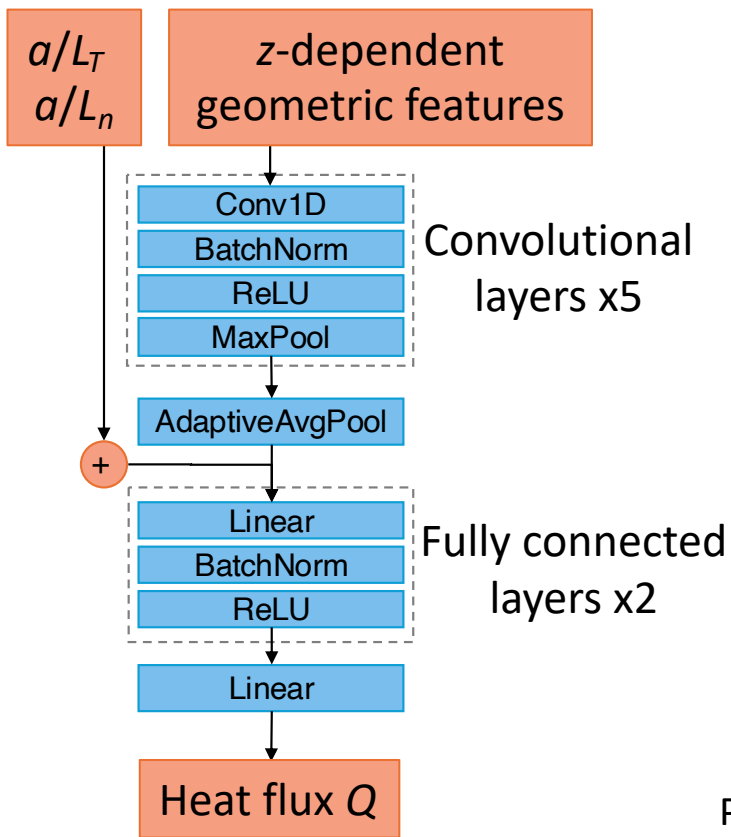 a/L_T
a/L_n
z-dependent
geometric features
Conv1D
BatchNorm
ReLU
MaxPool
Convolutional
layers x5
AdaptiveAvgPool
+
Linear
BatchNorm
ReLU
Fully connected
layers x2
Linear
Heat flux Q
P